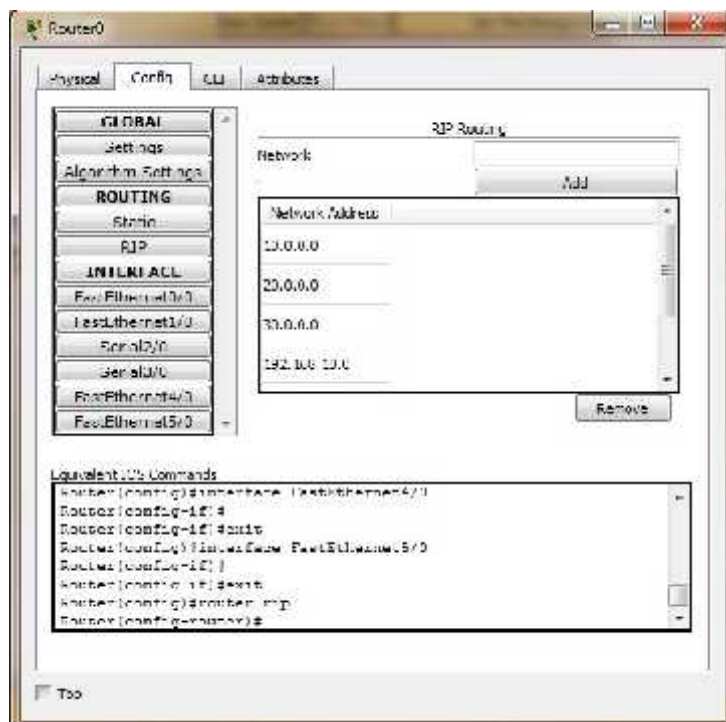 Router0
Physical Config CLI Attributes
GLOBAL
Settings
Algorithm Settings
ROUTING
Static
RIP
INTERFACE
FastEthernet0/0
FastEthernet1/0
Serial2/0
Serial3/0
FastEthernet4/0
FastEthernet5/0
RIP Routing
Network
Add
Network Address
10.0.0.0
20.0.0.0
30.0.0.0
192.168.10.0
Remove
Equivalent IOS Commands
Router(config)#interface FastEthernet4/0
Router(config-if)#
Router(config-if)#exit
Router(config)#interface FastEthernet5/0
Router(config-if)#
Router(config-if)#exit
Router(config)#router rip
Router(config-router)#
Top